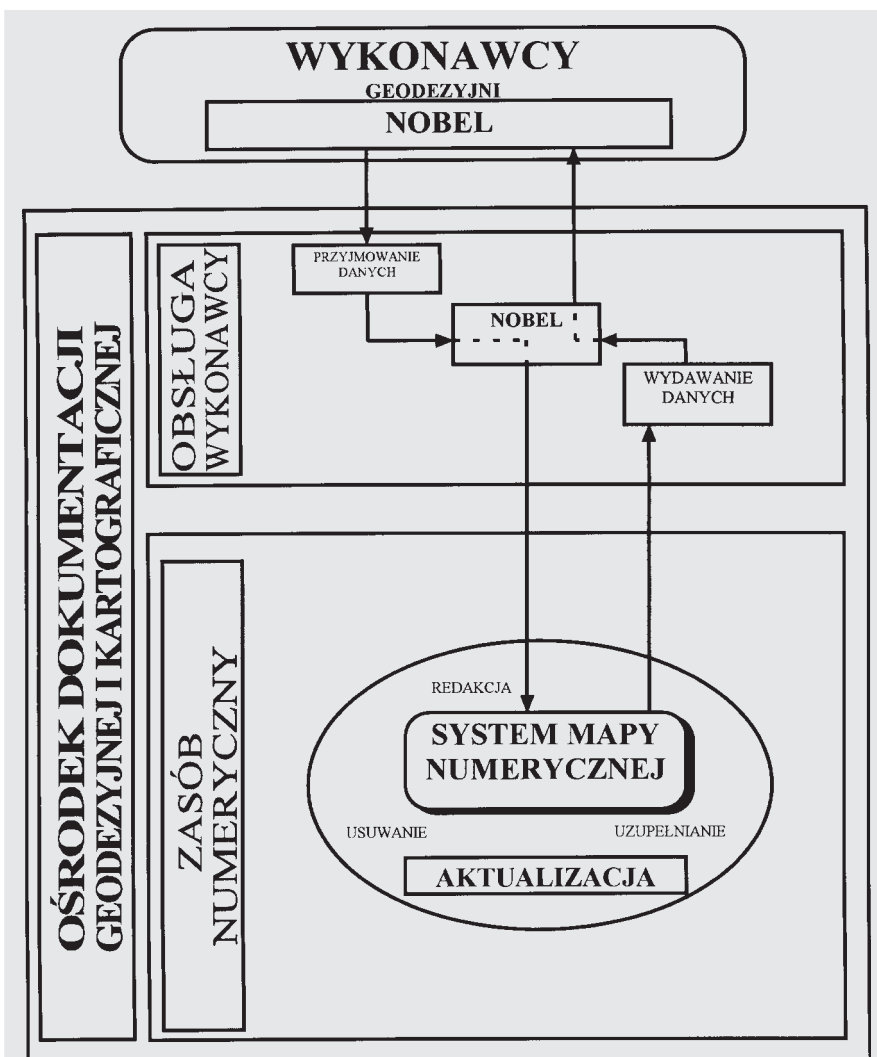 WYKONAWCY
GEODEZYJNI
NOBEL
OŚRODEK DOKUMENTACJI
GEODEZYJNEJ I KARTOGRAFICZNEJ
OBSŁUGA
WYKONAWCY
PRZYJMOWANIE
DANYCH
NOBEL
WYDAWANIE
DANYCH
ZASÓB
NUMERYCZNY
REDAKCJA
SYSTEM MAPY
NUMERYCZNEJ
USUWANIE
UZUPEŁNIANIE
AKTUALIZACJA